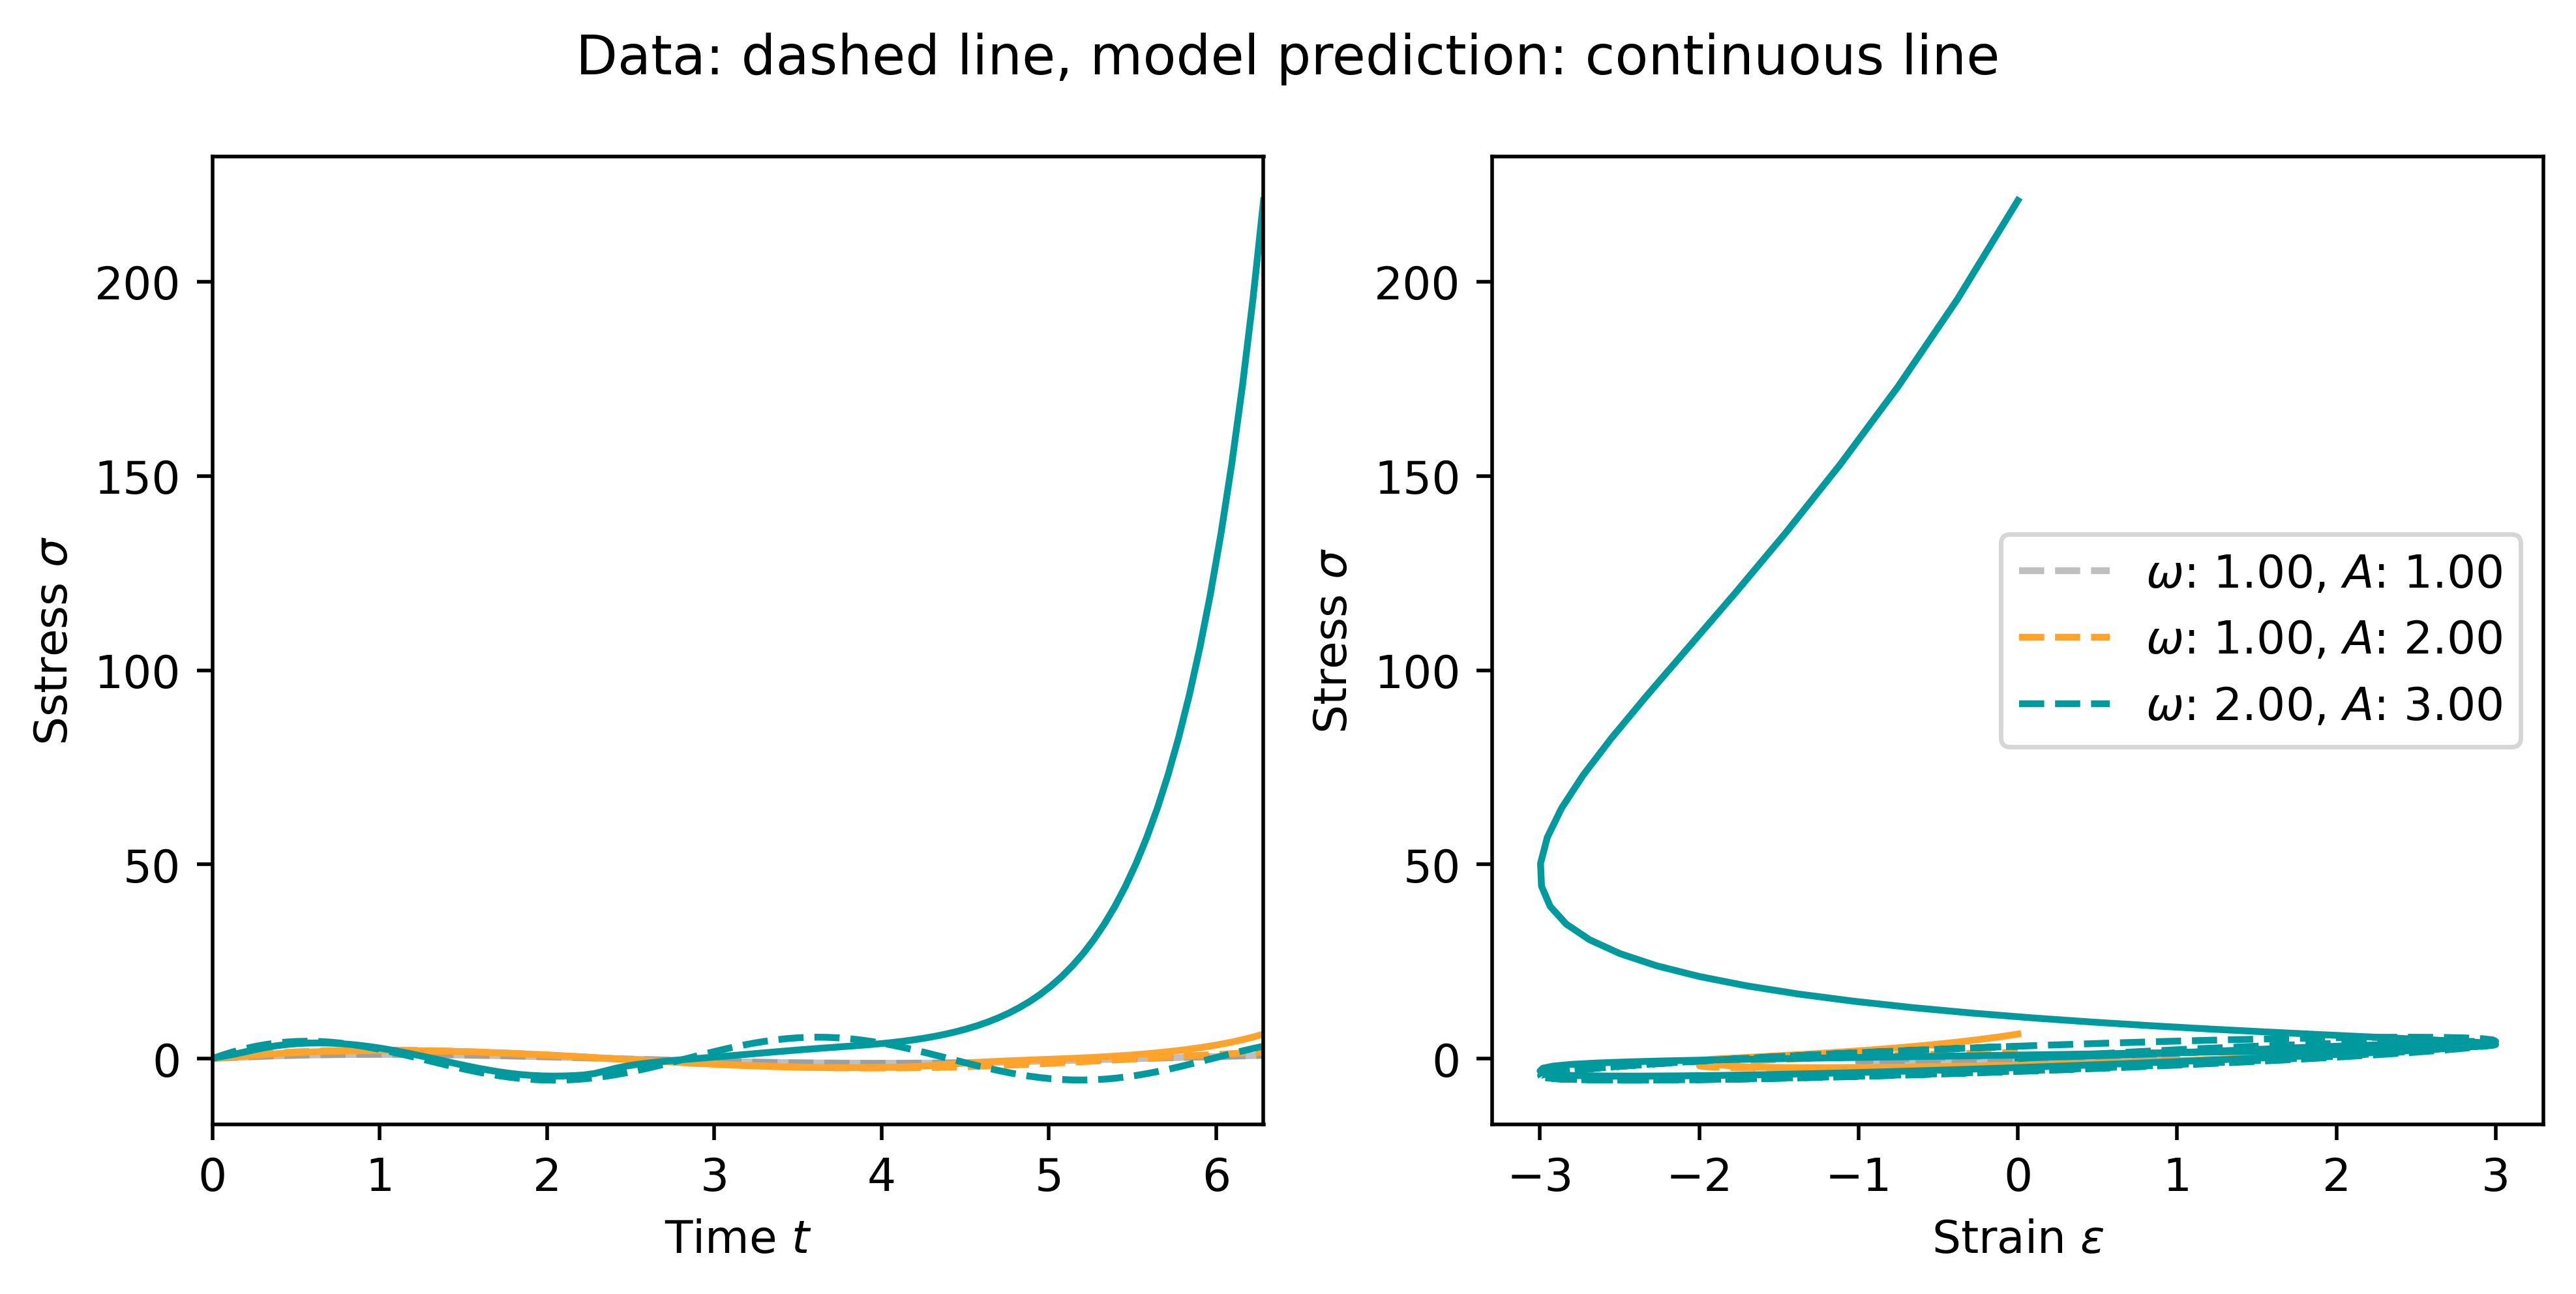 Data: dashed line, model prediction: continuous line
Sstress σ
200
150
100
50
0
0 1 2 3 4 5 6
Time t
Stress σ
200
150
100
50
0
−3 −2 −1 0 1 2 3
Strain ε
ω: 1.00, A: 1.00
ω: 1.00, A: 2.00
ω: 2.00, A: 3.00